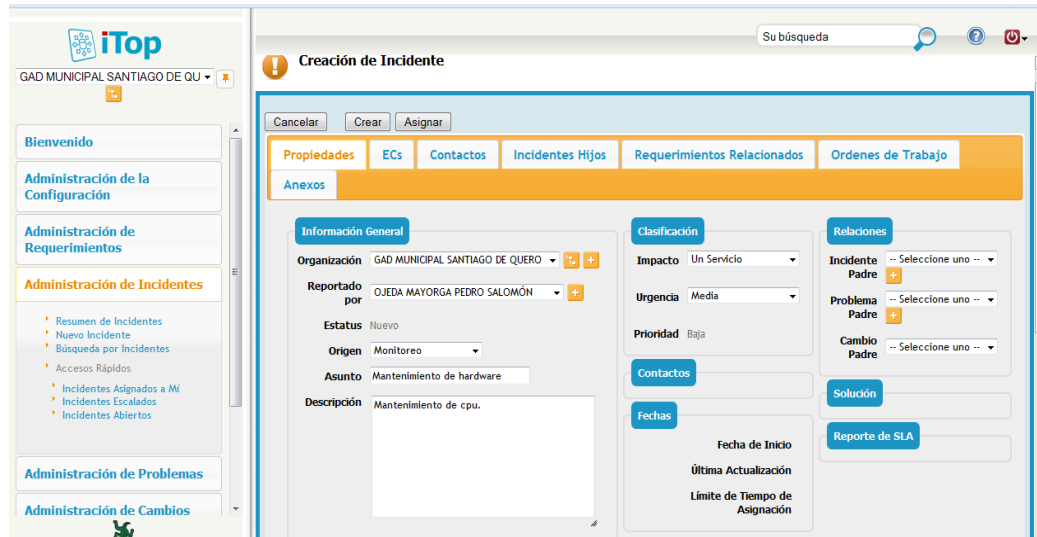 iTop
GAD MUNICIPAL SANTIAGO DE QU
Bienvenido
Administración de la
Configuración
Administración de
Requerimientos
Administración de Incidentes
Resumen de Incidentes
Nuevo Incidente
Búsqueda por Incidentes
Accesos Rápidos
Incidentes Asignados a Mí
Incidentes Escalados
Incidentes Abiertos
Administración de Problemas
Administración de Cambios
Su búsqueda
Creación de Incidente
Cancelar Crear Asignar
Propiedades ECs Contactos Incidentes Hijos Requerimientos Relacionados Ordenes de Trabajo
Anexos
Información General
Organización GAD MUNICIPAL SANTIAGO DE QUERO
Reportado
por OJEDA MAYORGA PEDRO SALOMÓN
Estatus Nuevo
Origen Monitoreo
Asunto Mantenimiento de hardware
Descripción Mantenimiento de cpu.
Clasificación
Impacto Un Servicio
Urgencia Media
Prioridad Baja
Contactos
Fechas
Fecha de Inicio
Última Actualización
Límite de Tiempo de
Asignación
Relaciones
Incidente -- Seleccione uno --
Padre
Problema -- Seleccione uno --
Padre
Cambio
Padre -- Seleccione uno --
Solución
Reporte de SLA